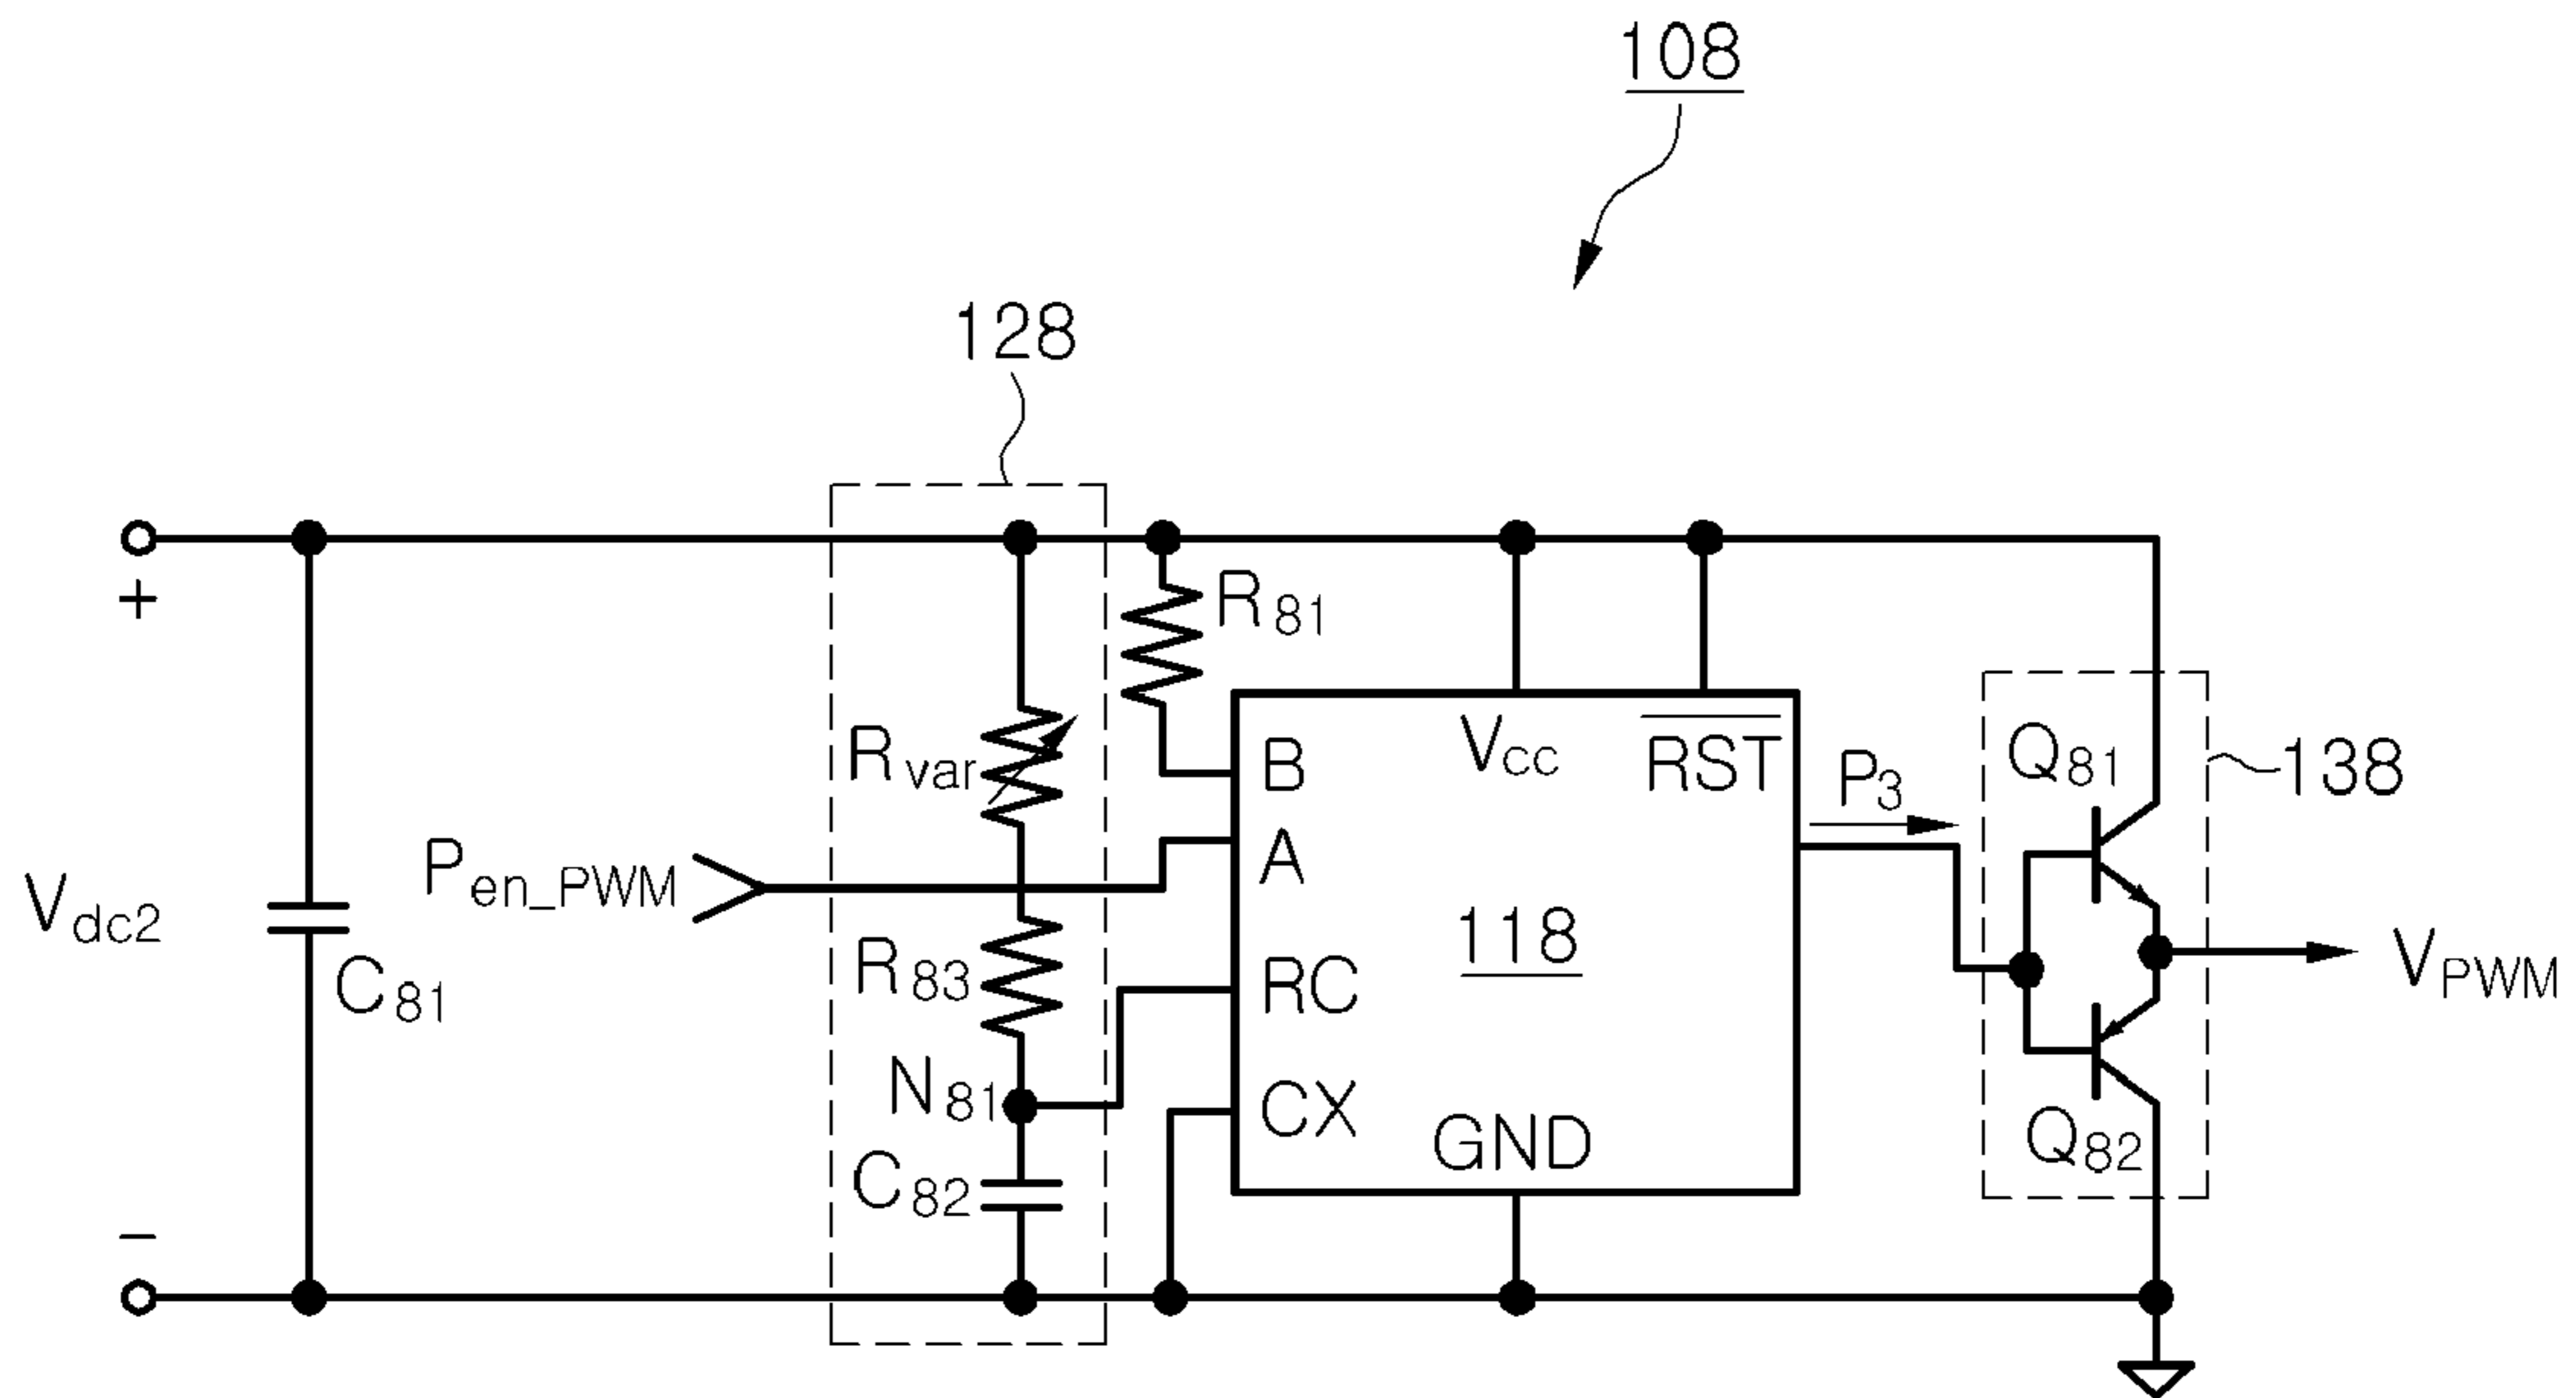 108
128
+
R81
Rvar
B
Vcc
RST
Q81
138
P3
Pen_PWM
A
Vdc2
C81
R83
RC
118
VPWM
N81
CX
GND
Q82
C82
−